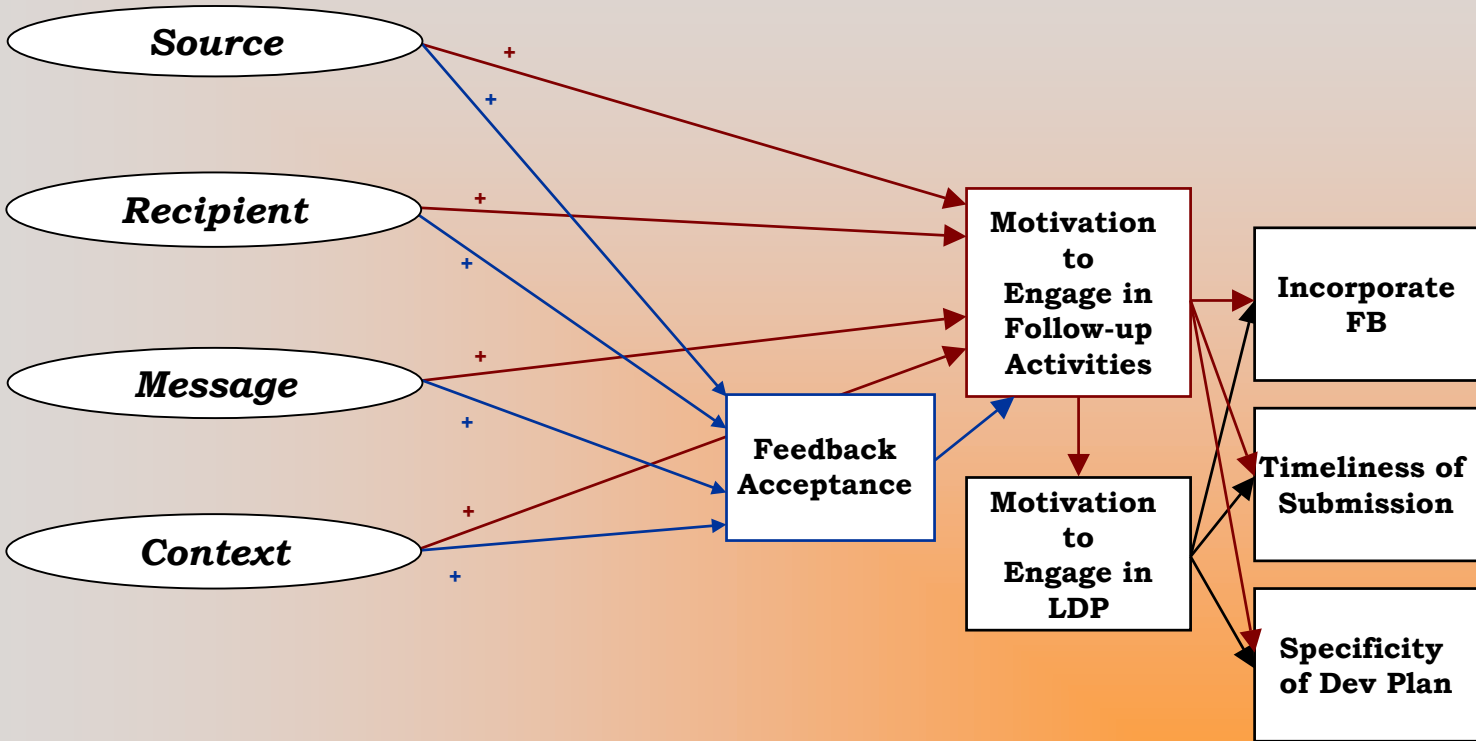 Source
+
+
Recipient
+
+
Message
+
+
Context
+
+
Feedback
Acceptance
Motivation
to
Engage in
Follow-up
Activities
Motivation
to
Engage in
LDP
Incorporate
FB
Timeliness of
Submission
Specificity
of Dev Plan